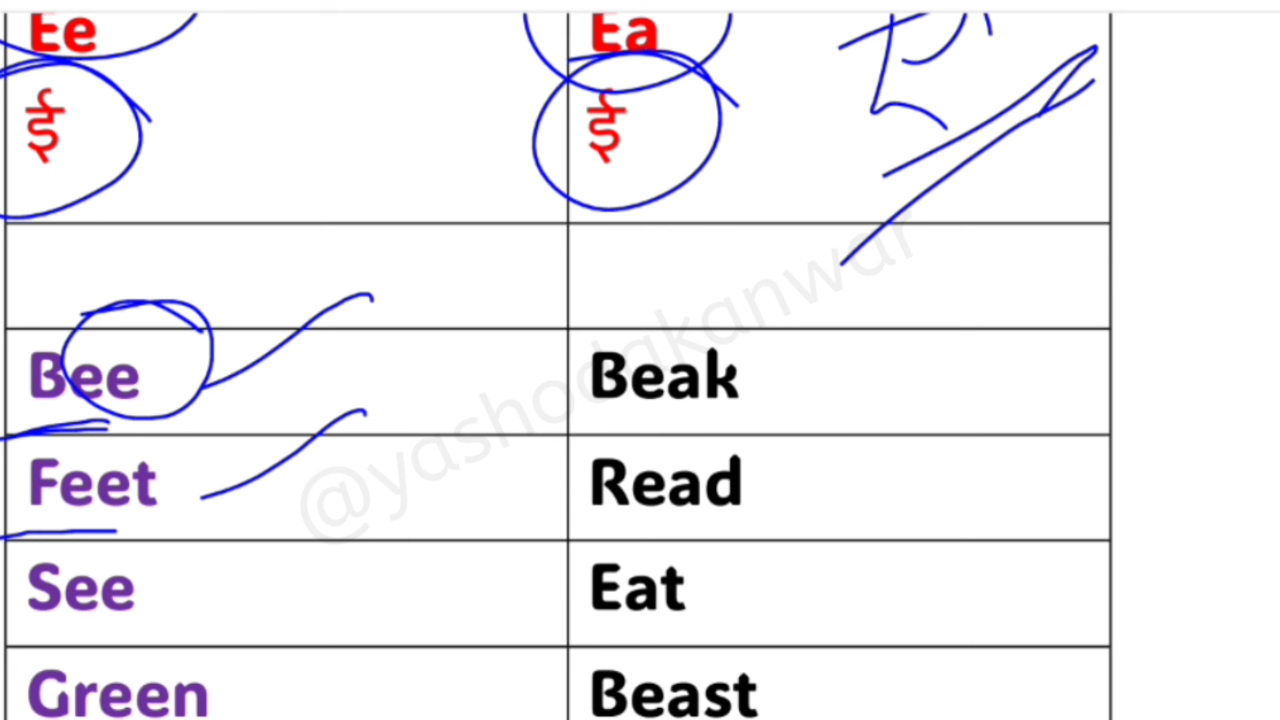 Ee Ea
ई ई
Bee Beak
Feet Read
See Eat
Green Beast
@yashodakanwar